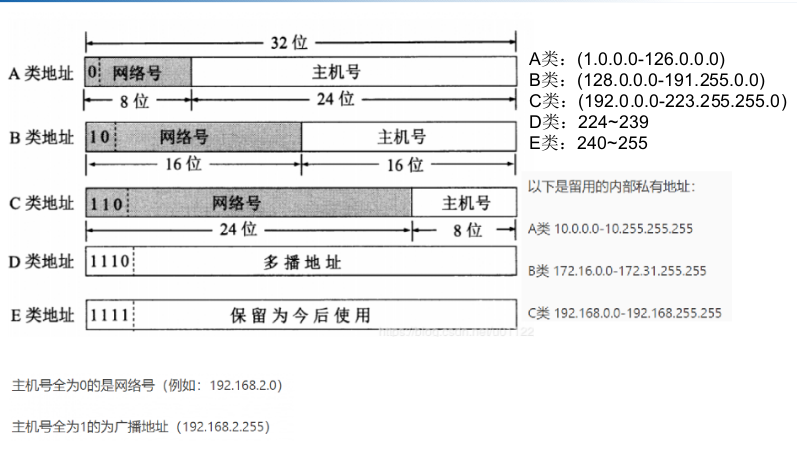 32 位
A 类地址
0
网络号
主机号
8 位
24 位
B 类地址
10
网络号
主机号
16 位
16 位
C 类地址
110
网络号
主机号
24 位
8 位
D 类地址
1110
多播地址
E 类地址
1111
保留为今后使用
A类：(1.0.0.0-126.0.0.0)
B类：(128.0.0.0-191.255.0.0)
C类：(192.0.0.0-223.255.255.0)
D类：224~239
E类：240~255
以下是留用的内部私有地址：
A类 10.0.0.0-10.255.255.255
B类 172.16.0.0-172.31.255.255
C类 192.168.0.0-192.168.255.255
主机号全为0的是网络号（例如：192.168.2.0）
主机号全为1的为广播地址（192.168.2.255）